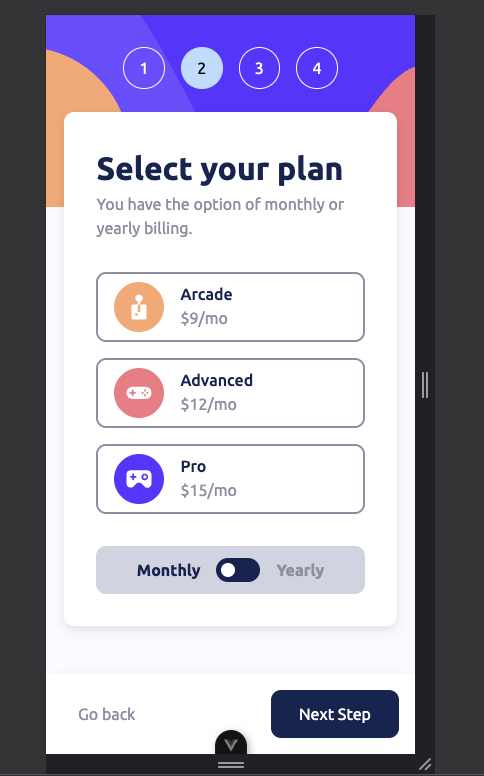 1 2 3 4
Select your plan
You have the option of monthly or
yearly billing.
Arcade
$9/mo
Advanced
$12/mo
Pro
$15/mo
Monthly Yearly
Go back Next Step